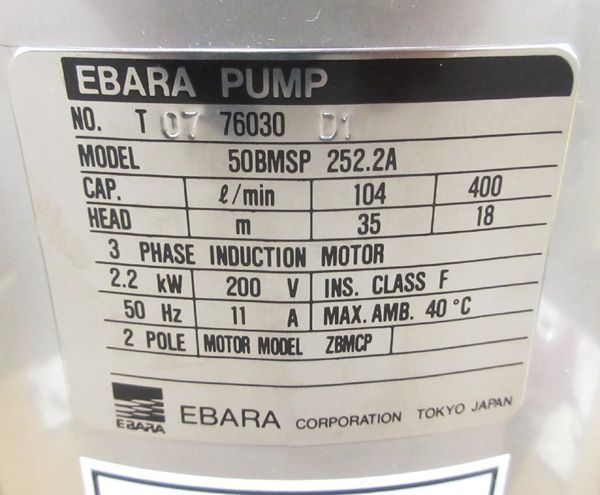 EBARA PUMP
NO. T 07 76030 D1
MODEL 50BMSP 252.2A
CAP. ℓ/min 104 400
HEAD m 35 18
3 PHASE INDUCTION MOTOR
2.2 kW 200 V INS. CLASS F
50 Hz 11 A MAX. AMB. 40 °C
2 POLE MOTOR MODEL ZBMCP
EBARA EBARA CORPORATION TOKYO JAPAN